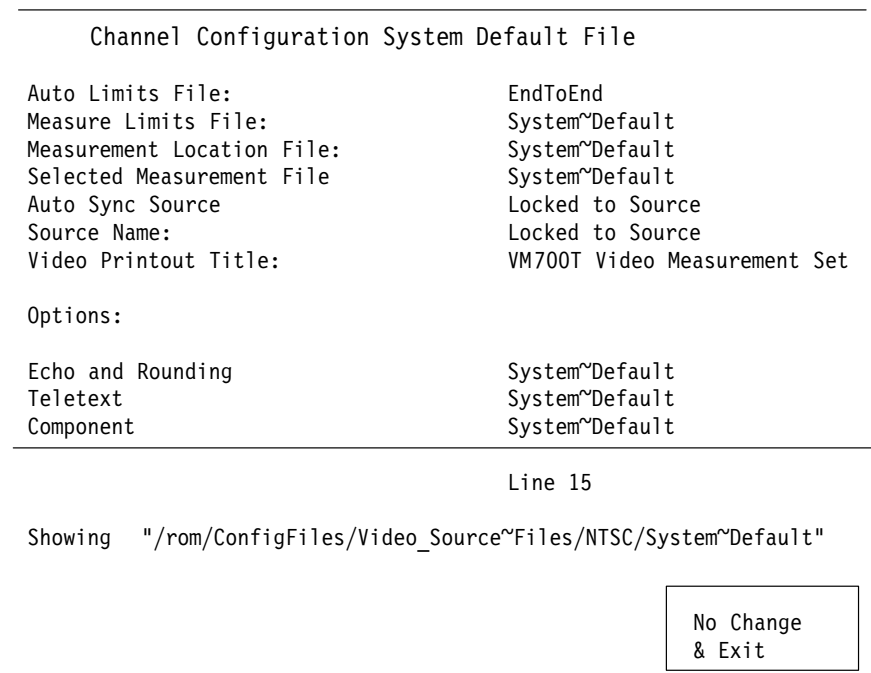 Channel Configuration System Default File
Auto Limits File: EndToEnd
Measure Limits File: System~Default
Measurement Location File: System~Default
Selected Measurement File System~Default
Auto Sync Source Locked to Source
Source Name: Locked to Source
Video Printout Title: VM700T Video Measurement Set
Options:
Echo and Rounding System~Default
Teletext System~Default
Component System~Default
Line 15
Showing "/rom/ConfigFiles/Video_Source~Files/NTSC/System~Default"
No Change
& Exit